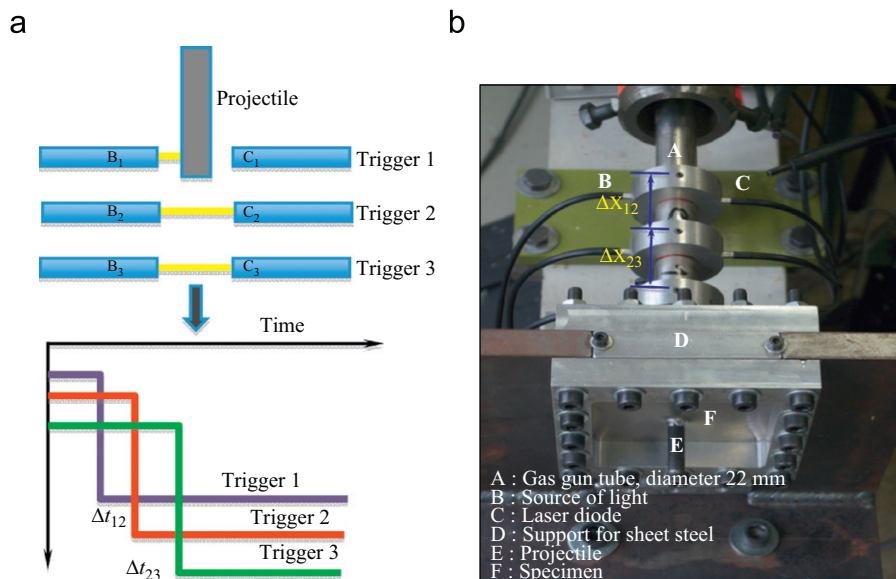 a
Projectile
B1 C1 Trigger 1
B2 C2 Trigger 2
B3 C3 Trigger 3
Time
Trigger 1
Δt12
Trigger 2
Trigger 3
Δt23
b
A
B C
ΔX12
ΔX23
D
F
E
A : Gas gun tube, diameter 22 mm
B : Source of light
C : Laser diode
D : Support for sheet steel
E : Projectile
F : Specimen